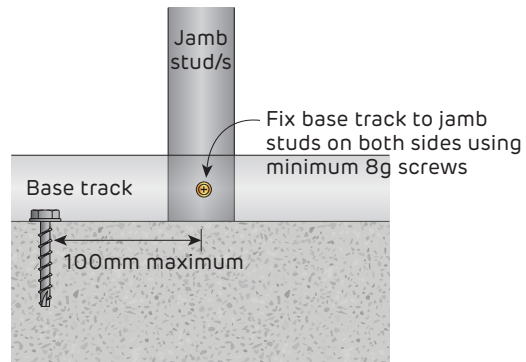 Jamb
stud/s
Fix base track to jamb
studs on both sides using
minimum 8g screws
Base track
100mm maximum